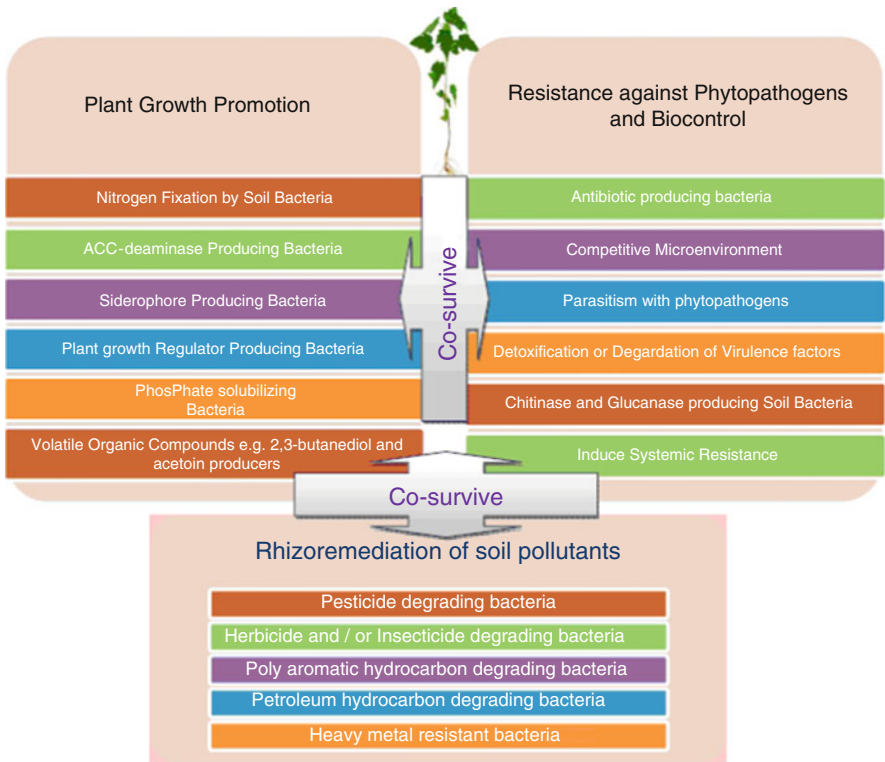 Plant Growth Promotion
Nitrogen Fixation by Soil Bacteria
ACC-deaminase Producing Bacteria
Siderophore Producing Bacteria
Plant growth Regulator Producing Bacteria
PhosPhate solubilizing
Bacteria
Volatile Organic Compounds e.g. 2,3-butanediol and
acetoin producers
Co-survive
Resistance against Phytopathogens
and Biocontrol
Antibiotic producing bacteria
Competitive Microenvironment
Parasitism with phytopathogens
Detoxification or Degardation of Virulence factors
Chitinase and Glucanase producing Soil Bacteria
Induce Systemic Resistance
Co-survive
Rhizoremediation of soil pollutants
Pesticide degrading bacteria
Herbicide and / or Insecticide degrading bacteria
Poly aromatic hydrocarbon degrading bacteria
Petroleum hydrocarbon degrading bacteria
Heavy metal resistant bacteria